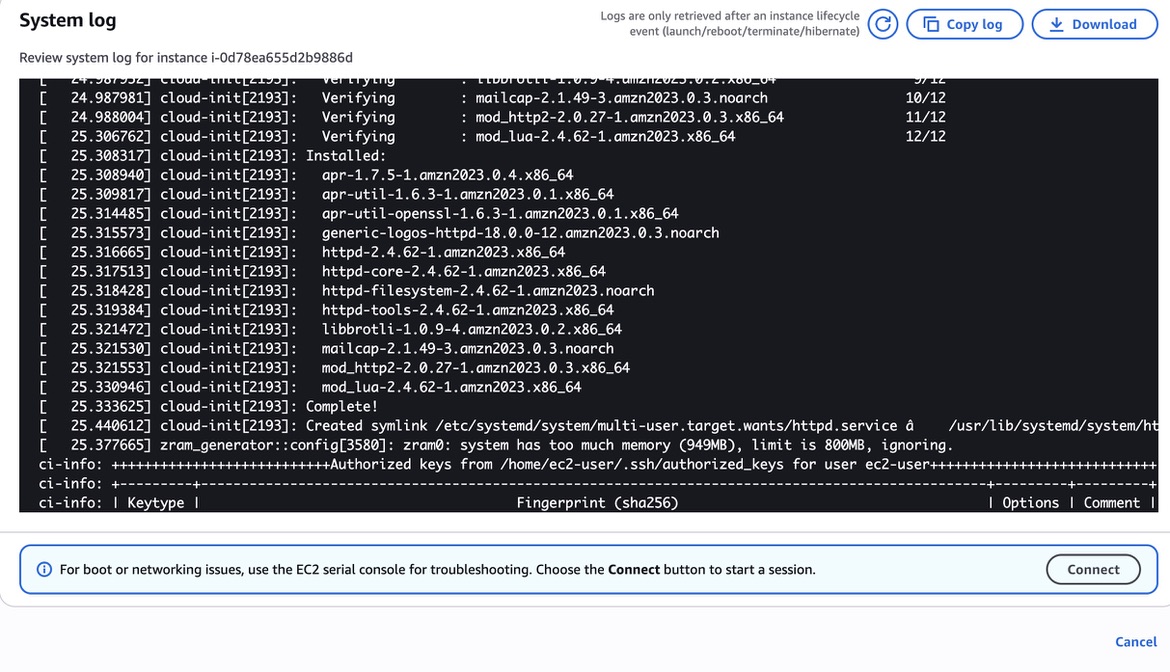 System log
Logs are only retrieved after an instance lifecycle
event (launch/reboot/terminate/hibernate)
Copy log
Download
Review system log for instance i-0d78ea655d2b9886d
[   24.987952] cloud-init[2193]:   Verifying        : libbrotli-1.0.9-4.amzn2023.0.2.x86_64                 9/12
[   24.987981] cloud-init[2193]:   Verifying        : mailcap-2.1.49-3.amzn2023.0.3.noarch                 10/12
[   24.988004] cloud-init[2193]:   Verifying        : mod_http2-2.0.27-1.amzn2023.0.3.x86_64               11/12
[   25.306762] cloud-init[2193]:   Verifying        : mod_lua-2.4.62-1.amzn2023.x86_64                     12/12
[   25.308317] cloud-init[2193]: Installed:
[   25.308940] cloud-init[2193]:   apr-1.7.5-1.amzn2023.0.4.x86_64
[   25.309817] cloud-init[2193]:   apr-util-1.6.3-1.amzn2023.0.1.x86_64
[   25.314485] cloud-init[2193]:   apr-util-openssl-1.6.3-1.amzn2023.0.1.x86_64
[   25.315573] cloud-init[2193]:   generic-logos-httpd-18.0.0-12.amzn2023.0.3.noarch
[   25.316665] cloud-init[2193]:   httpd-2.4.62-1.amzn2023.x86_64
[   25.317513] cloud-init[2193]:   httpd-core-2.4.62-1.amzn2023.x86_64
[   25.318428] cloud-init[2193]:   httpd-filesystem-2.4.62-1.amzn2023.noarch
[   25.319384] cloud-init[2193]:   httpd-tools-2.4.62-1.amzn2023.x86_64
[   25.321472] cloud-init[2193]:   libbrotli-1.0.9-4.amzn2023.0.2.x86_64
[   25.321530] cloud-init[2193]:   mailcap-2.1.49-3.amzn2023.0.3.noarch
[   25.321553] cloud-init[2193]:   mod_http2-2.0.27-1.amzn2023.0.3.x86_64
[   25.330946] cloud-init[2193]:   mod_lua-2.4.62-1.amzn2023.x86_64
[   25.333625] cloud-init[2193]: Complete!
[   25.440612] cloud-init[2193]: Created symlink /etc/systemd/system/multi-user.target.wants/httpd.service â    /usr/lib/systemd/system/ht
[   25.377665] zram_generator::config[3580]: zram0: system has too much memory (949MB), limit is 800MB, ignoring.
ci-info: +++++++++++++++++++++++++++Authorized keys from /home/ec2-user/.ssh/authorized_keys for user ec2-user++++++++++++++++++++++++++++
ci-info: +---------+-------------------------------------------------------------------------------------------------+---------+---------+
ci-info: | Keytype |                                       Fingerprint (sha256)                                      | Options | Comment |
For boot or networking issues, use the EC2 serial console for troubleshooting. Choose the Connect button to start a session.
Connect
Cancel